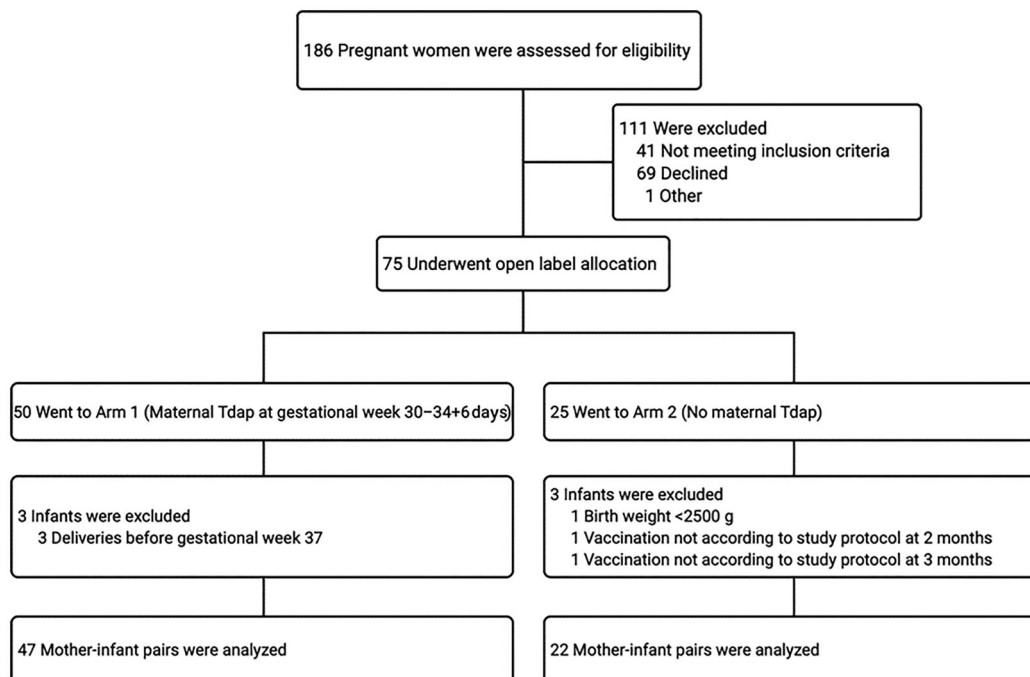 186 Pregnant women were assessed for eligibility
111 Were excluded
41 Not meeting inclusion criteria
69 Declined
1 Other
75 Underwent open label allocation
50 Went to Arm 1 (Maternal Tdap at gestational week 30–34+6 days)
25 Went to Arm 2 (No maternal Tdap)
3 Infants were excluded
3 Deliveries before gestational week 37
3 Infants were excluded
1 Birth weight <2500 g
1 Vaccination not according to study protocol at 2 months
1 Vaccination not according to study protocol at 3 months
47 Mother-infant pairs were analyzed
22 Mother-infant pairs were analyzed